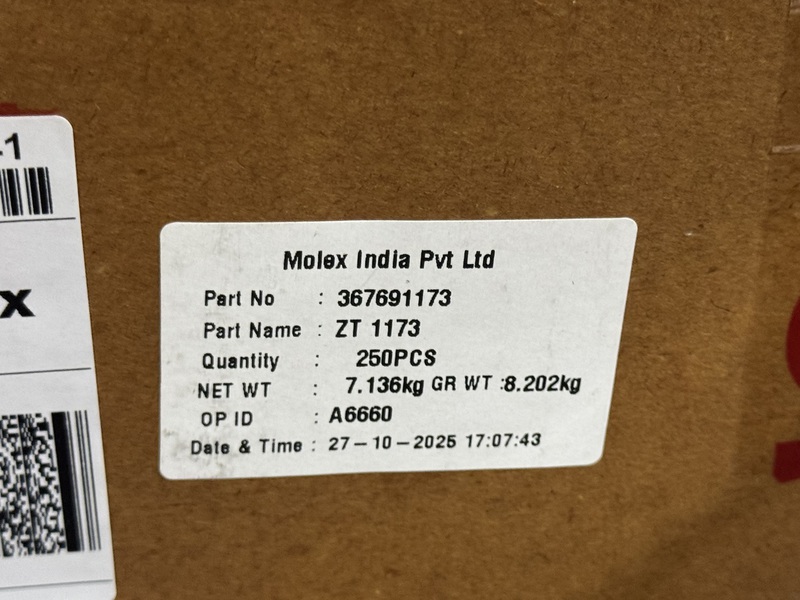 -1
x
Molex India Pvt Ltd
Part No : 367691173
Part Name : ZT 1173
Quantity : 250PCS
NET WT : 7.136kg GR WT :8.202kg
OP ID : A6660
Date & Time : 27-10-2025 17:07:43